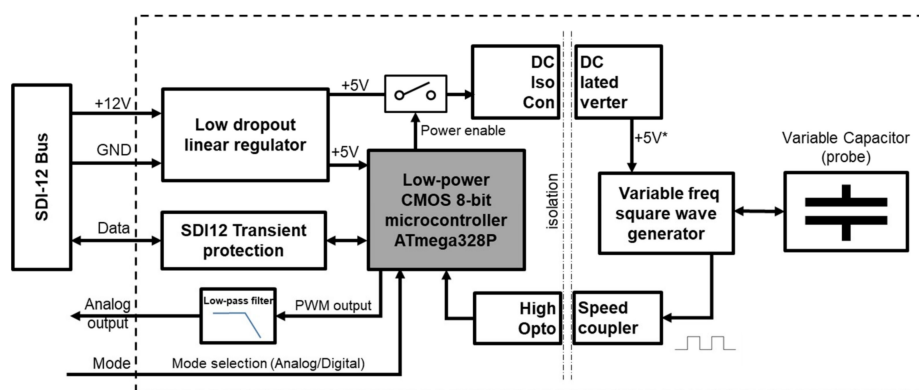 SDI-12 Bus
+12V
GND
Data
Analog
output
Mode
Low dropout
linear regulator
+5V
+5V
Power enable
SDI12 Transient
protection
Low-pass filter
PWM output
Mode selection (Analog/Digital)
Low-power
CMOS 8-bit
microcontroller
ATmega328P
DC DC
Iso lated
Con verter
isolation
+5V*
Variable freq
square wave
generator
Variable Capacitor
(probe)
High Speed
Opto coupler